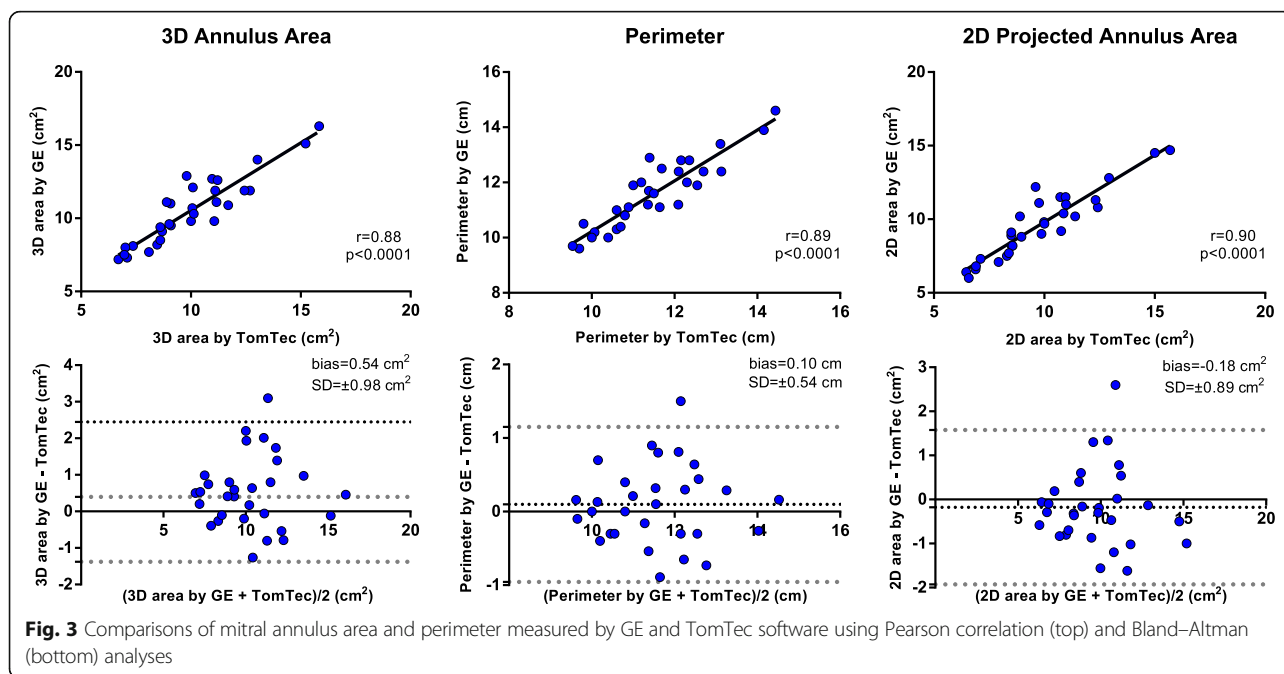 3D Annulus Area
20
15
10
5
3D area by GE (cm²)
r=0.88
p<0.0001
5 10 15 20
3D area by TomTec (cm²)
Perimeter
16
14
12
10
8
Perimeter by GE (cm)
r=0.89
p<0.0001
8 10 12 14 16
Perimeter by TomTec (cm)
2D Projected Annulus Area
20
15
10
5
2D area by GE (cm²)
r=0.90
p<0.0001
5 10 15 20
2D area by TomTec (cm²)
4
3
2
1
0
-1
-2
3D area by GE - TomTec (cm²)
bias=0.54 cm²
SD=±0.98 cm²
5 10 15 20
(3D area by GE + TomTec)/2 (cm²)
2
1
0
-1
Perimeter by GE - TomTec (cm)
bias=0.10 cm
SD=±0.54 cm
10 12 14 16
(Perimeter by GE + TomTec)/2 (cm)
3
2
1
0
-1
-2
2D area by GE - TomTec (cm²)
bias=-0.18 cm²
SD=±0.89 cm²
5 10 15 20
(2D area by GE + TomTec)/2 (cm²)
Fig. 3 Comparisons of mitral annulus area and perimeter measured by GE and TomTec software using Pearson correlation (top) and Bland–Altman
(bottom) analyses